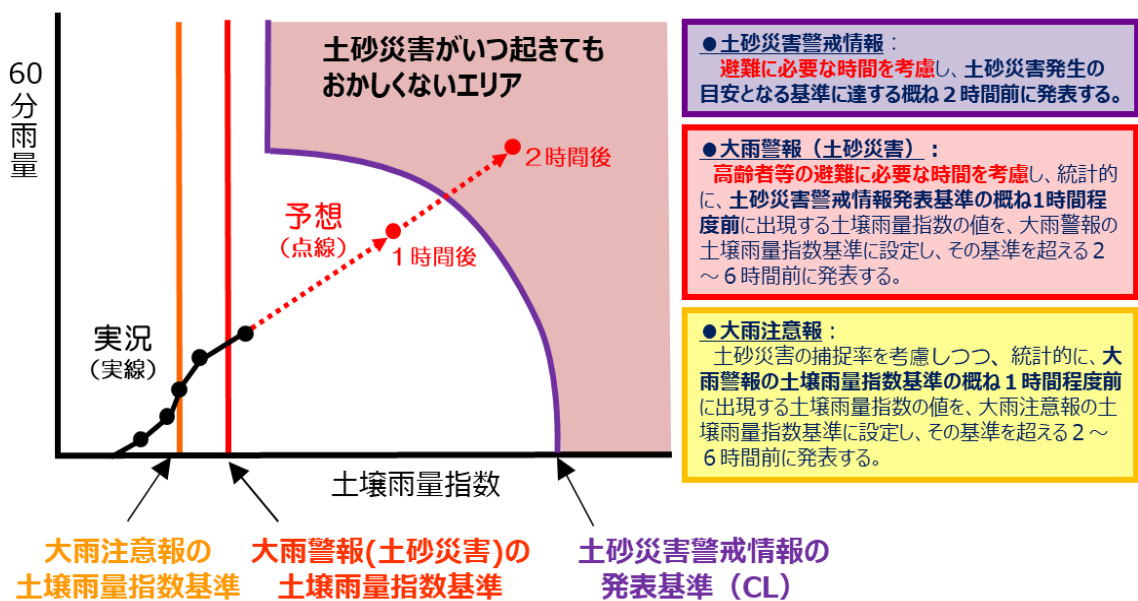 60
分
雨
量
土砂災害がいつ起きても
おかしくないエリア
2時間後
予想
(点線)
1時間後
実況
(実線)
土壌雨量指数
大雨注意報の
土壌雨量指数基準
大雨警報(土砂災害)の
土壌雨量指数基準
土砂災害警戒情報の
発表基準（CL）
●土砂災害警戒情報：
避難に必要な時間を考慮し、土砂災害発生の
目安となる基準に達する概ね２時間前に発表する。
●大雨警報（土砂災害）：
高齢者等の避難に必要な時間を考慮し、統計的
に、土砂災害警戒情報発表基準の概ね1時間程
度前に出現する土壌雨量指数の値を、大雨警報の
土壌雨量指数基準に設定し、その基準を超える２
～６時間前に発表する。
●大雨注意報：
土砂災害の捕捉率を考慮しつつ、統計的に、大
雨警報の土壌雨量指数基準の概ね１時間程度前
に出現する土壌雨量指数の値を、大雨注意報の土
壌雨量指数基準に設定し、その基準を超える２～
６時間前に発表する。